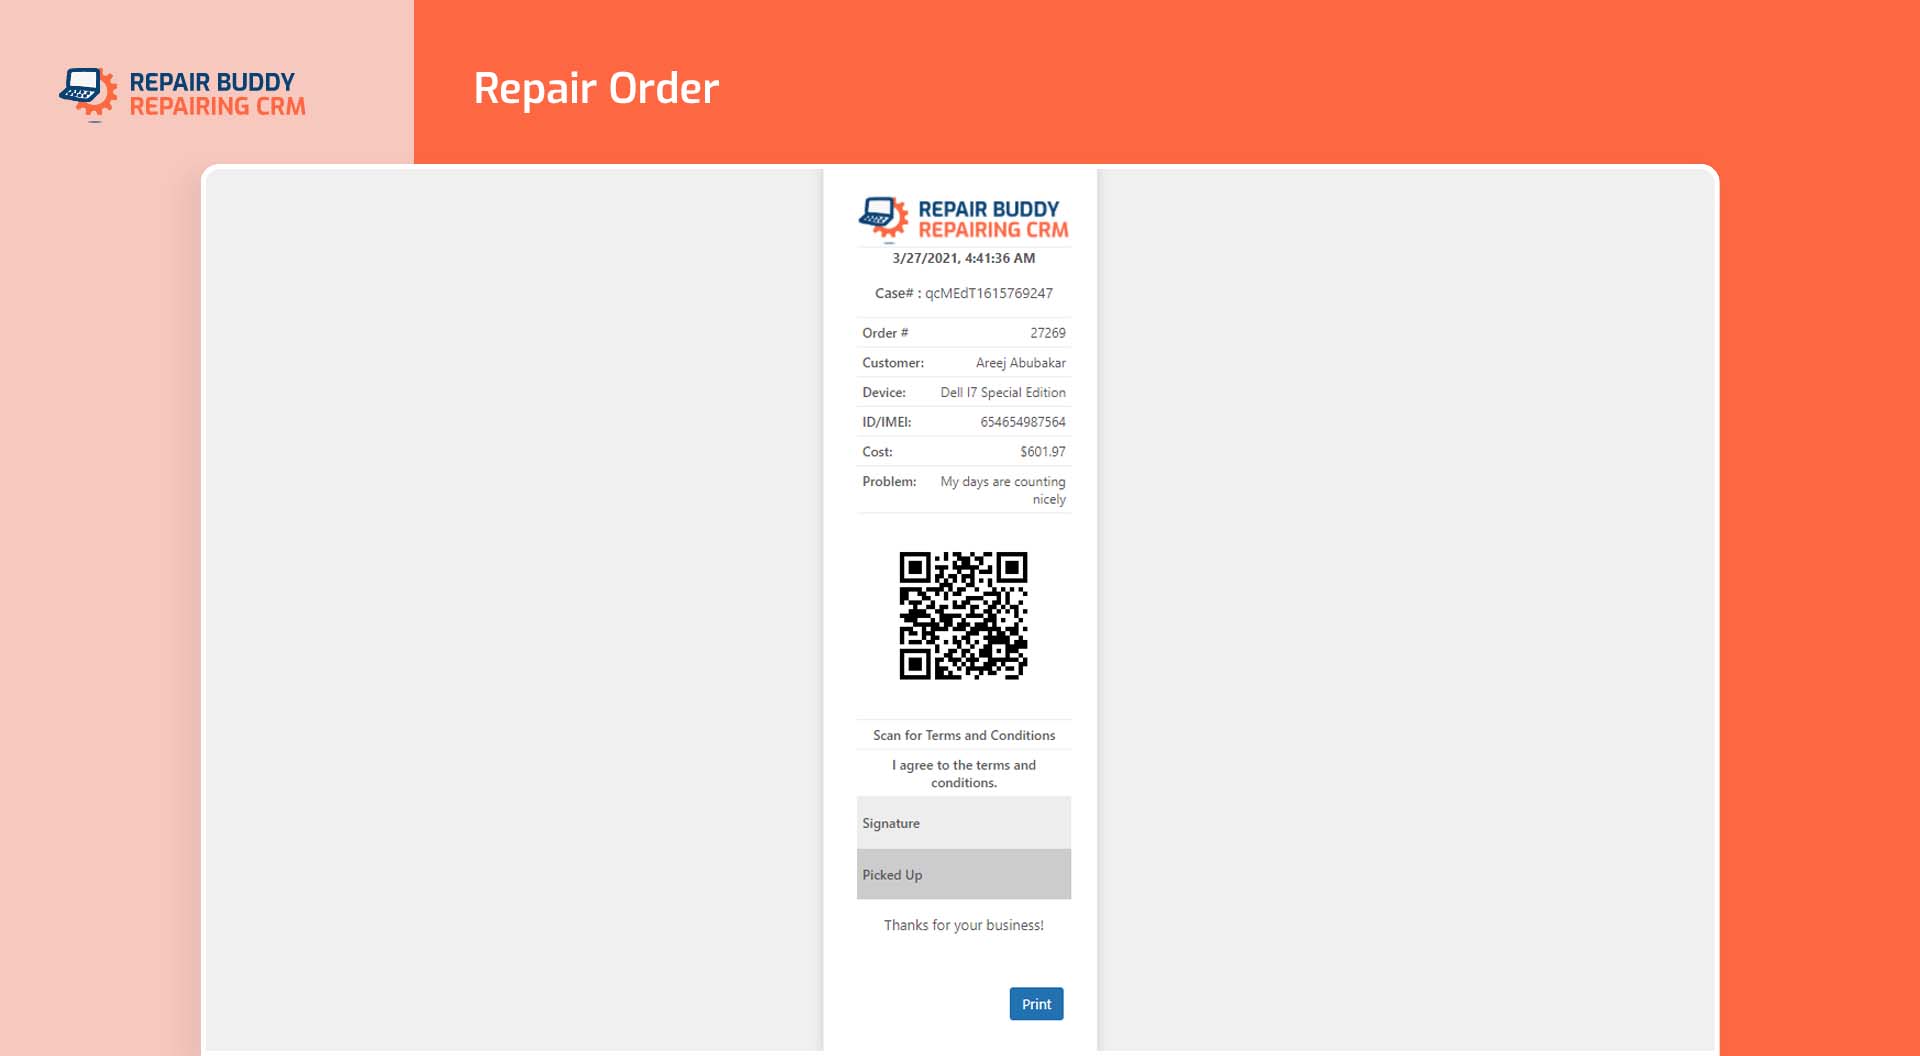 REPAIR BUDDY
REPAIRING CRM
Repair Order
REPAIR BUDDY
REPAIRING CRM
3/27/2021, 4:41:36 AM
Case# : qcMEdT1615769247
Order # 27269
Customer: Areej Abubakar
Device: Dell I7 Special Edition
ID/IMEI: 654654987564
Cost: $601.97
Problem: My days are counting
nicely
Scan for Terms and Conditions
I agree to the terms and
conditions.
Signature
Picked Up
Thanks for your business!
Print